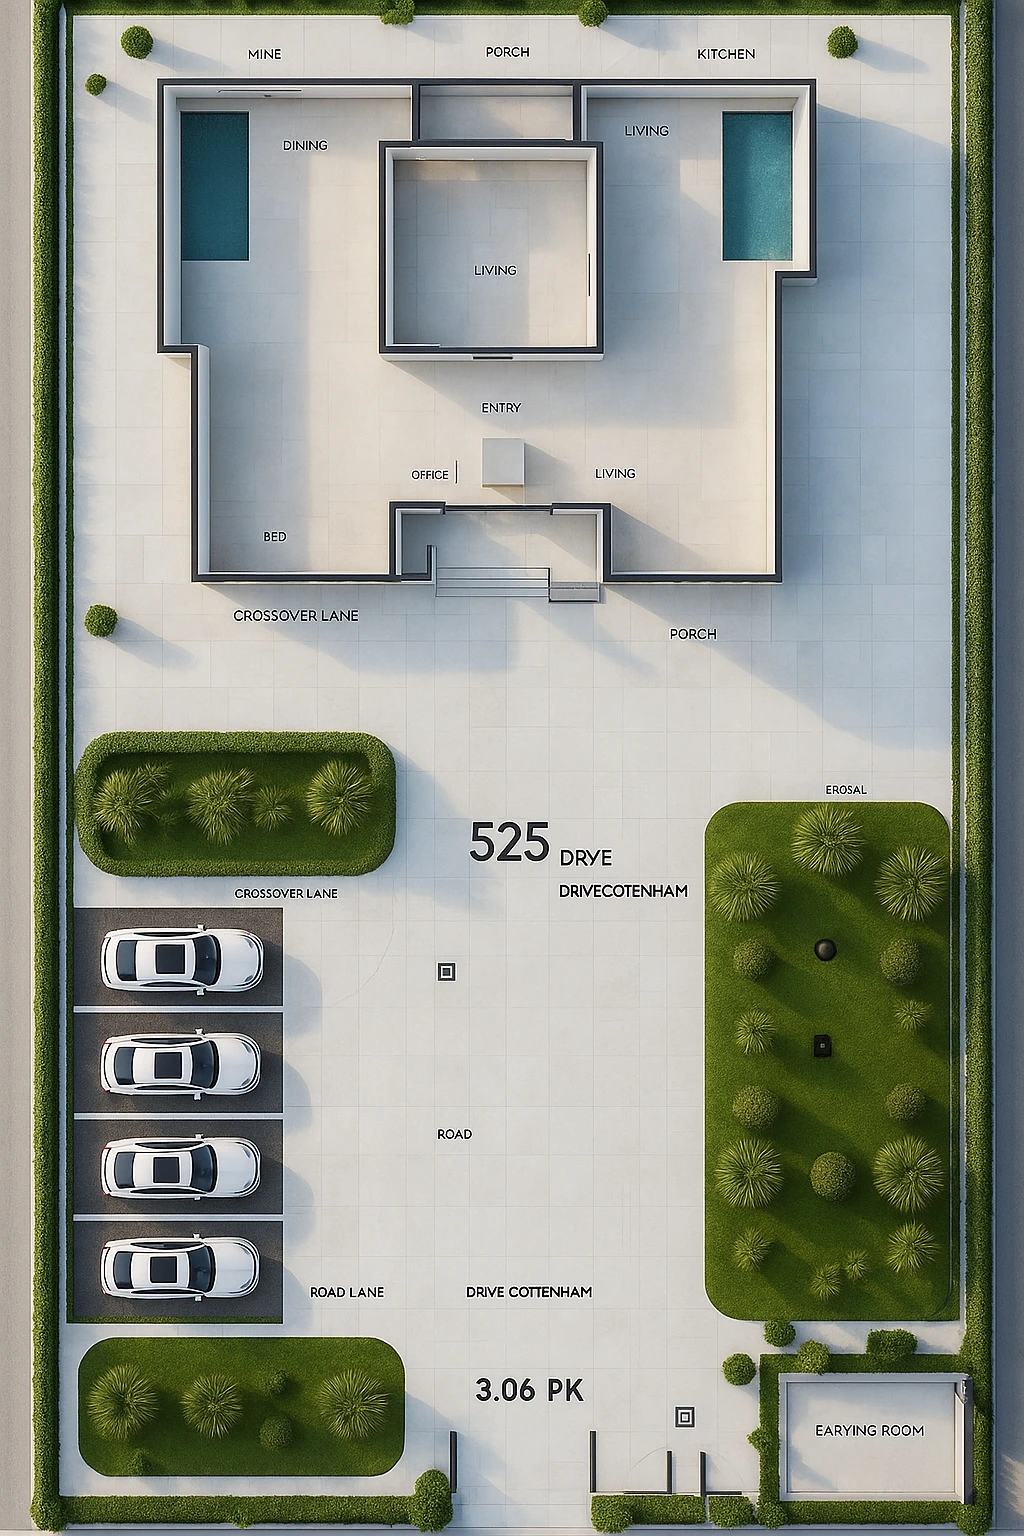 MINE
PORCH
KITCHEN
DINING
LIVING
LIVING
ENTRY
OFFICE
LIVING
BED
CROSSOVER LANE
PORCH
EROSAL
525 DRYE
DRIVECOTENHAM
CROSSOVER LANE
ROAD
ROAD LANE
DRIVE COTTENHAM
3.06 PK
EARYING ROOM